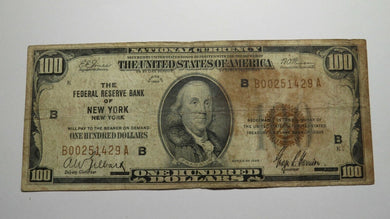 NATIONAL CURRENCY
100
THE UNITED STATES OF AMERICA
100
THE
FEDERAL RESERVE BANK
OF
NEW YORK
NEW YORK
B
B00251429A
B
WILL PAY TO THE BEARER ON DEMAND
ONE HUNDRED DOLLARS
B00251429A
B
B
100
ONE HUNDRED
DOLLARS
100